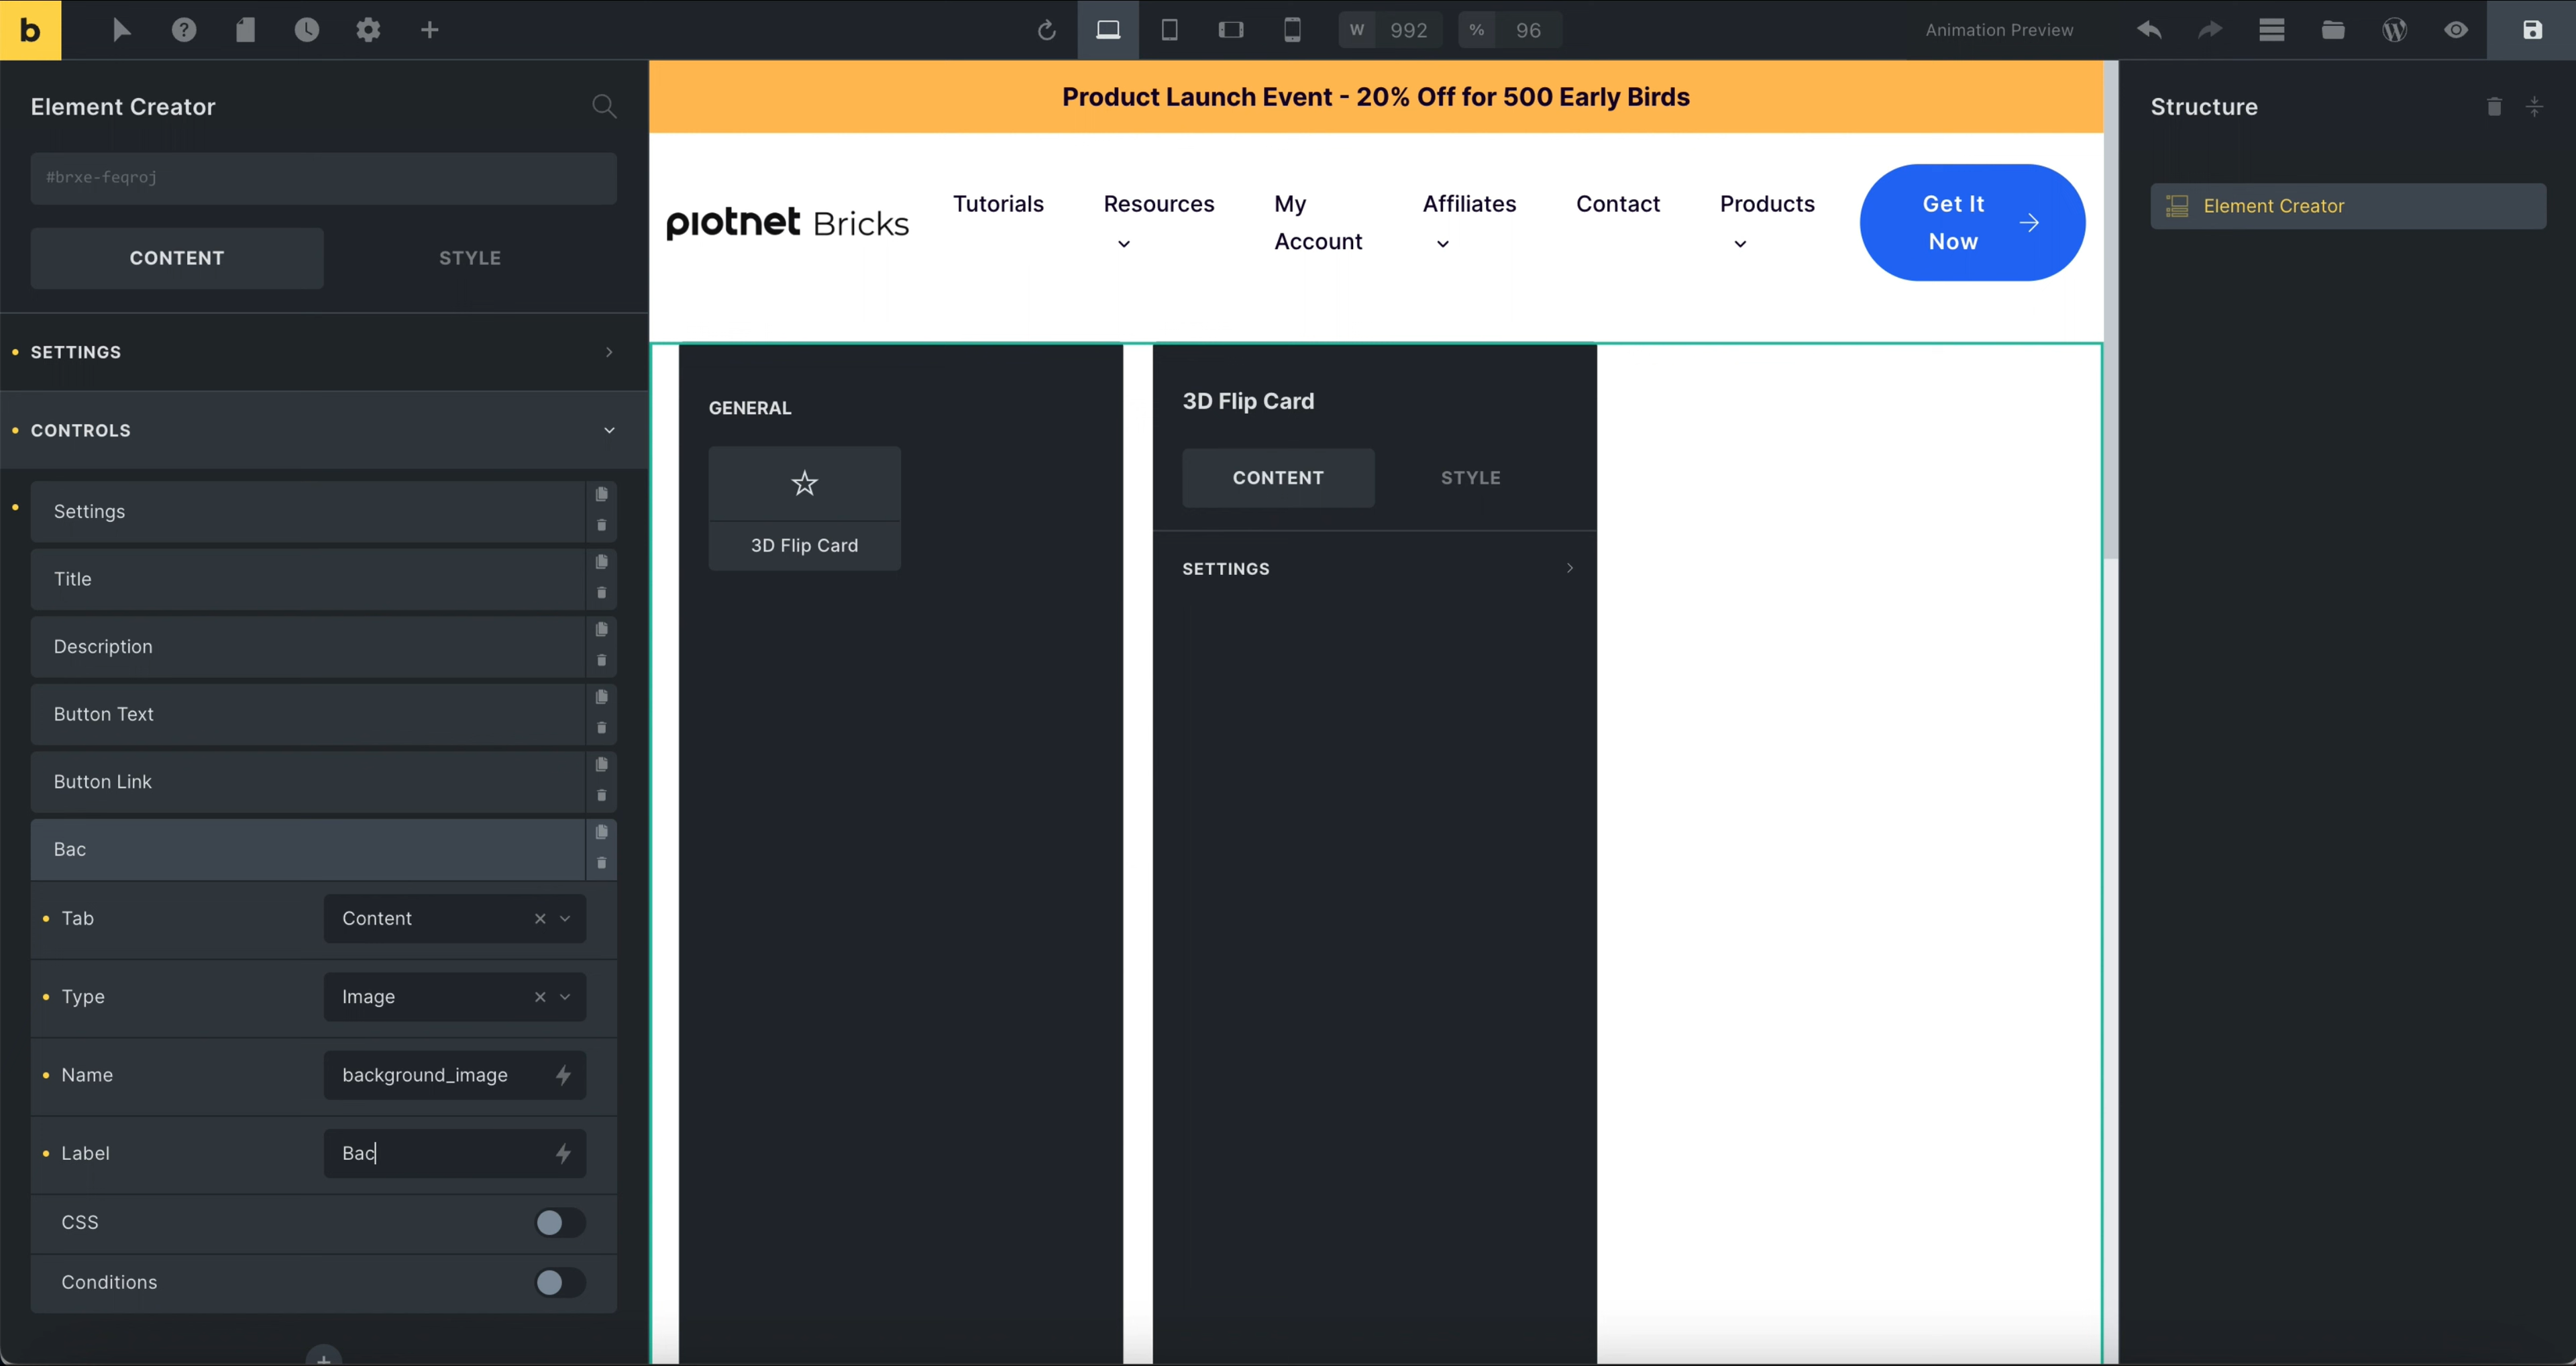 b
W 992
% 96
Animation Preview
Element Creator
#brxe-feqroj
CONTENT
STYLE
SETTINGS
CONTROLS
Settings
Title
Description
Button Text
Button Link
Bac
Tab
Content
Type
Image
Name
background_image
Label
Bac
CSS
Conditions
Product Launch Event - 20% Off for 500 Early Birds
piotnet Bricks
Tutorials
Resources
My
Account
Affiliates
Contact
Products
Get It
Now
GENERAL
3D Flip Card
3D Flip Card
CONTENT
STYLE
SETTINGS
Structure
Element Creator